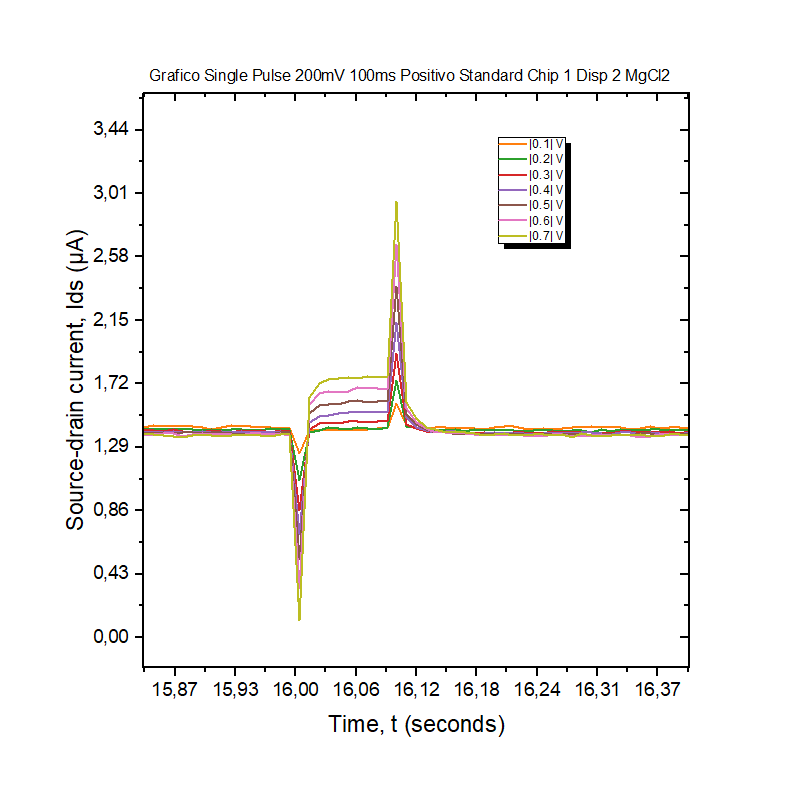 Grafico Single Pulse 200mV 100ms Positivo Standard Chip 1 Disp 2 MgCl2
3,44
3,01
2,58
2,15
1,72
1,29
0,86
0,43
0,00
Source-drain current, Ids (µA)
|0.1| V
|0.2| V
|0.3| V
|0.4| V
|0.5| V
|0.6| V
|0.7| V
15,87 15,93 16,00 16,06 16,12 16,18 16,24 16,31 16,37
Time, t (seconds)